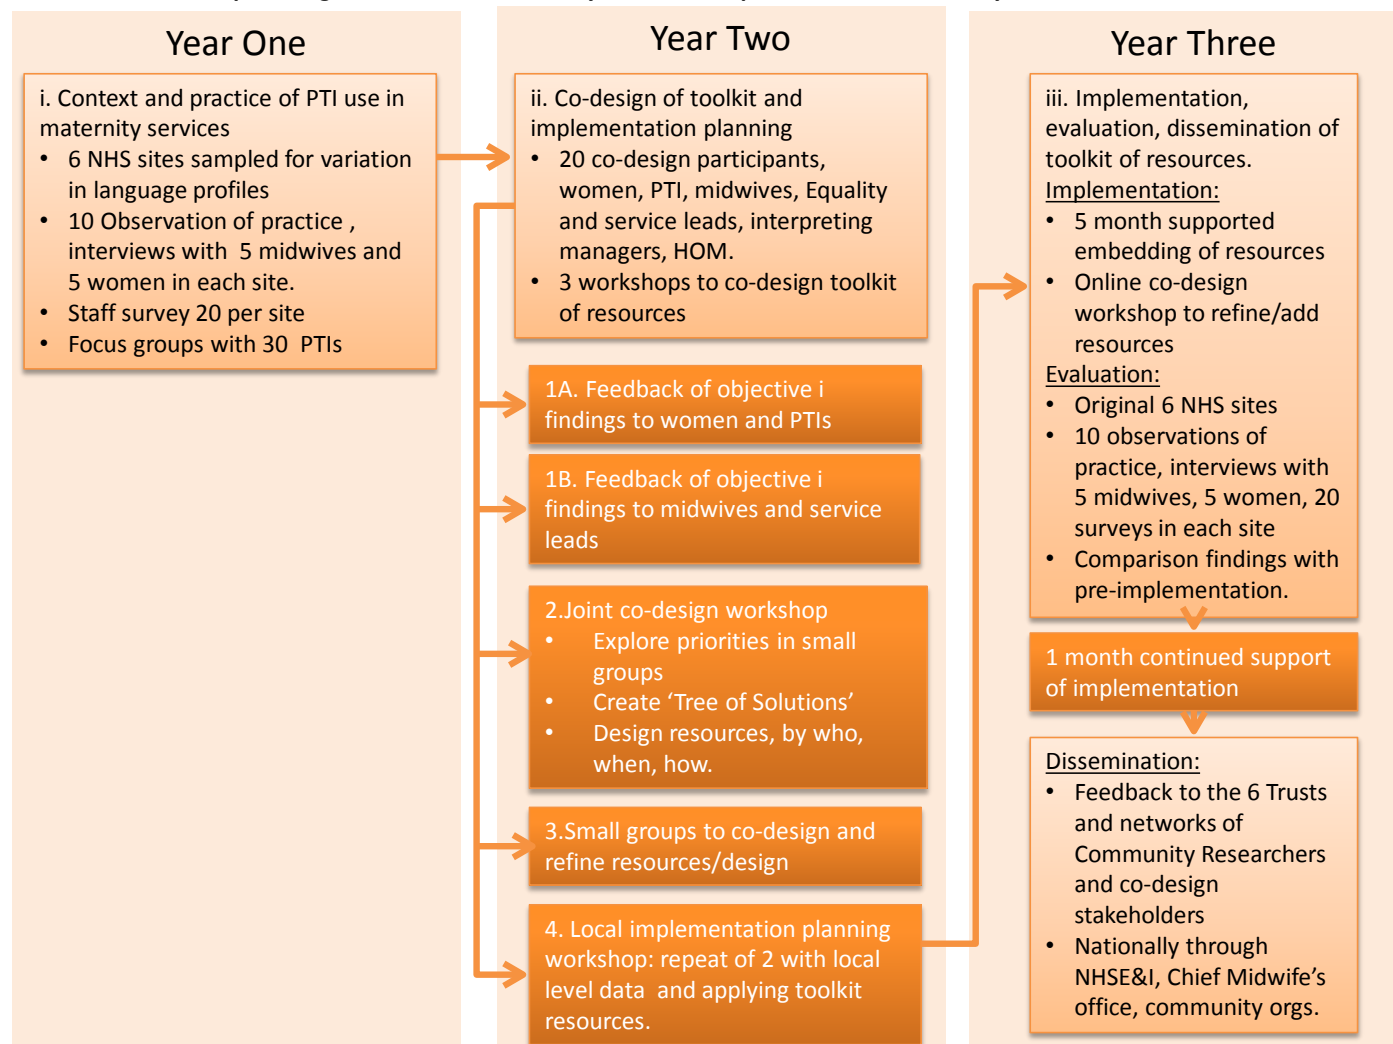 Year One
i. Context and practice of PTI use in
maternity services
• 6 NHS sites sampled for variation
in language profiles
• 10 Observation of practice ,
interviews with 5 midwives and
5 women in each site.
• Staff survey 20 per site
• Focus groups with 30 PTIs
Year Two
ii. Co-design of toolkit and
implementation planning
• 20 co-design participants,
women, PTI, midwives, Equality
and service leads, interpreting
managers, HOM.
• 3 workshops to co-design toolkit
of resources
1A. Feedback of objective i
findings to women and PTIs
1B. Feedback of objective i
findings to midwives and service
leads
2.Joint co-design workshop
• Explore priorities in small
groups
• Create ‘Tree of Solutions’
• Design resources, by who,
when, how.
3.Small groups to co-design and
refine resources/design
4. Local implementation planning
workshop: repeat of 2 with local
level data and applying toolkit
resources.
Year Three
iii. Implementation,
evaluation, dissemination of
toolkit of resources.
Implementation:
• 5 month supported
embedding of resources
• Online co-design
workshop to refine/add
resources
Evaluation:
• Original 6 NHS sites
• 10 observations of
practice, interviews with
5 midwives, 5 women, 20
surveys in each site
• Comparison findings with
pre-implementation.
1 month continued support
of implementation
Dissemination:
• Feedback to the 6 Trusts
and networks of
Community Researchers
and co-design
stakeholders
• Nationally through
NHSE&I, Chief Midwife’s
office, community orgs.